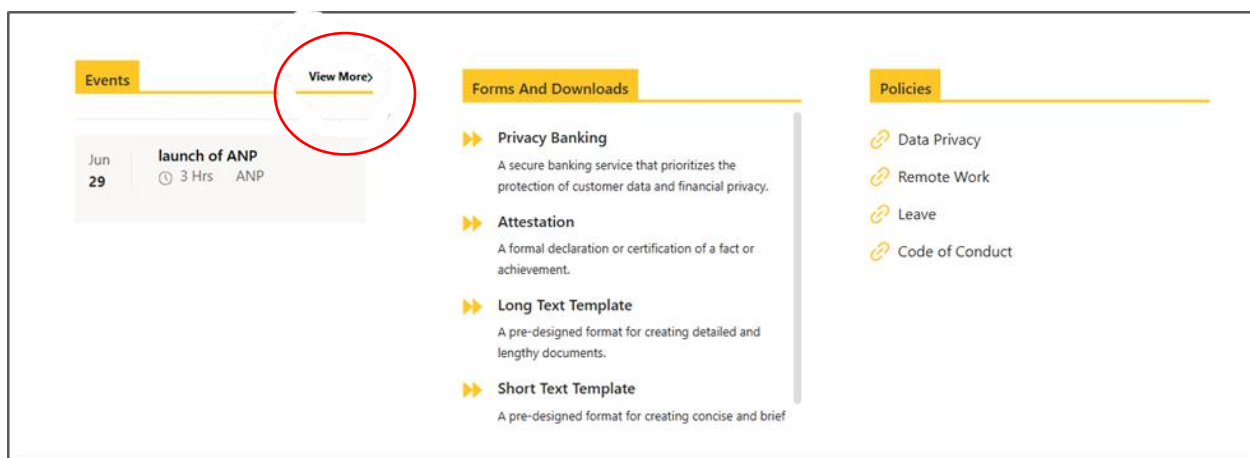 Events
View More>
Jun
29
launch of ANP
3 Hrs ANP
Forms And Downloads
Privacy Banking
A secure banking service that prioritizes the
protection of customer data and financial privacy.
Attestation
A formal declaration or certification of a fact or
achievement.
Long Text Template
A pre-designed format for creating detailed and
lengthy documents.
Short Text Template
A pre-designed format for creating concise and brief
Policies
Data Privacy
Remote Work
Leave
Code of Conduct